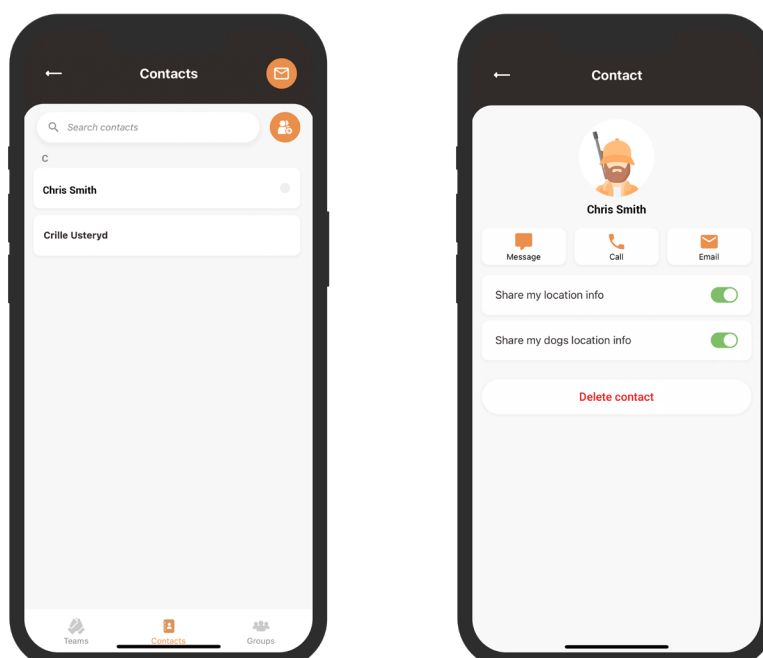 Contacts
Search contacts
C
Chris Smith
Crille Usteryd
Teams
Contacts
Groups
Contact
Chris Smith
Message
Call
Email
Share my location info
Share my dogs location info
Delete contact